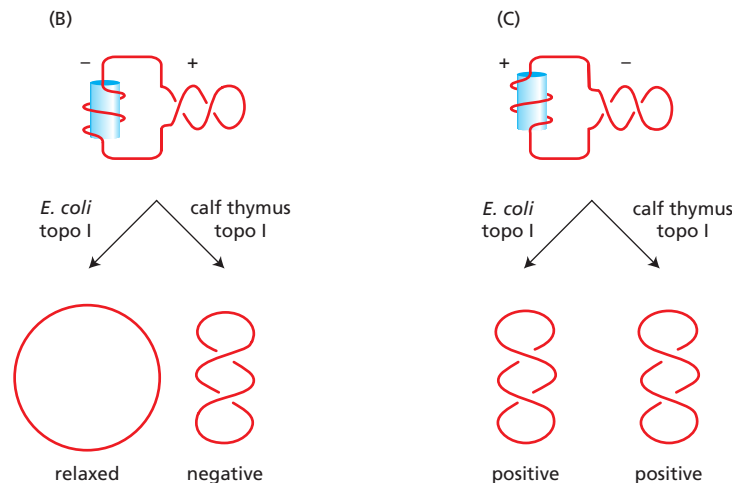 (B)
(C)
− +
+ −
E. coli
topo I
calf thymus
topo I
E. coli
topo I
calf thymus
topo I
relaxed
negative
positive
positive